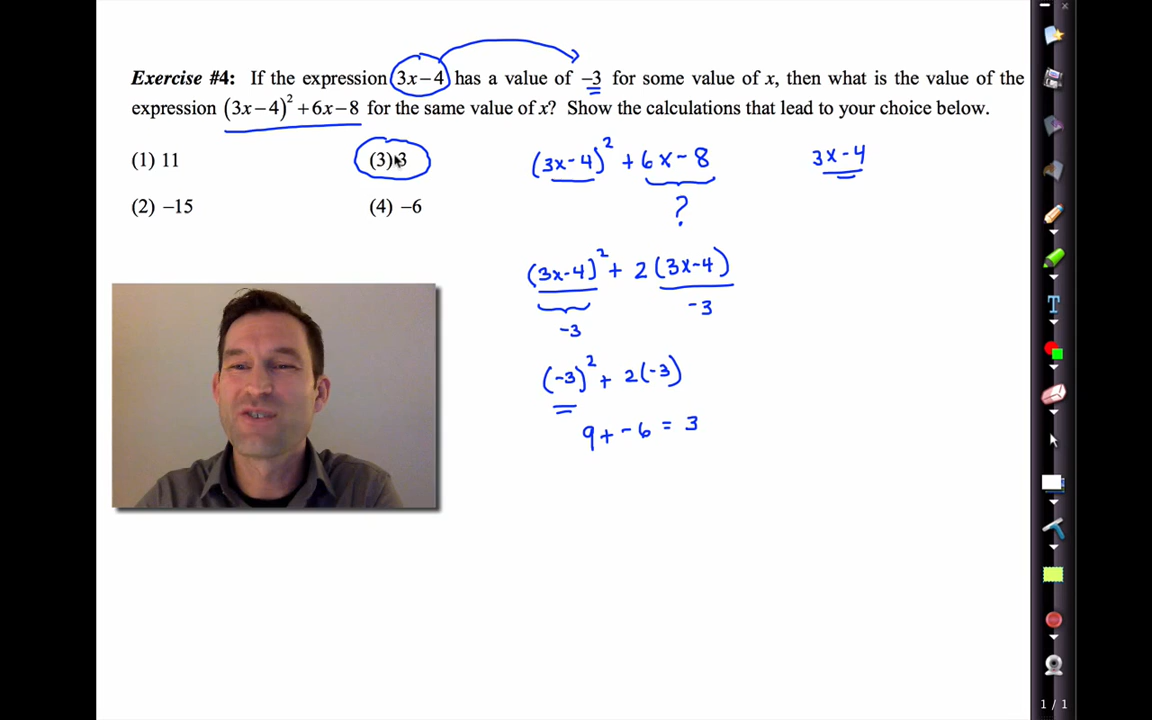 Exercise #4: If the expression (3x−4) has a value of −3 for some value of x, then what is the value of the
expression (3x−4)² + 6x−8 for the same value of x? Show the calculations that lead to your choice below.
(1) 11
(3) 3
(3x-4)² + 6x-8
3x-4
(2) −15
(4) −6
?
(3x-4)² + 2(3x-4)
-3
-3
(-3)² + 2(-3)
9+ -6 = 3
T
1 / 1